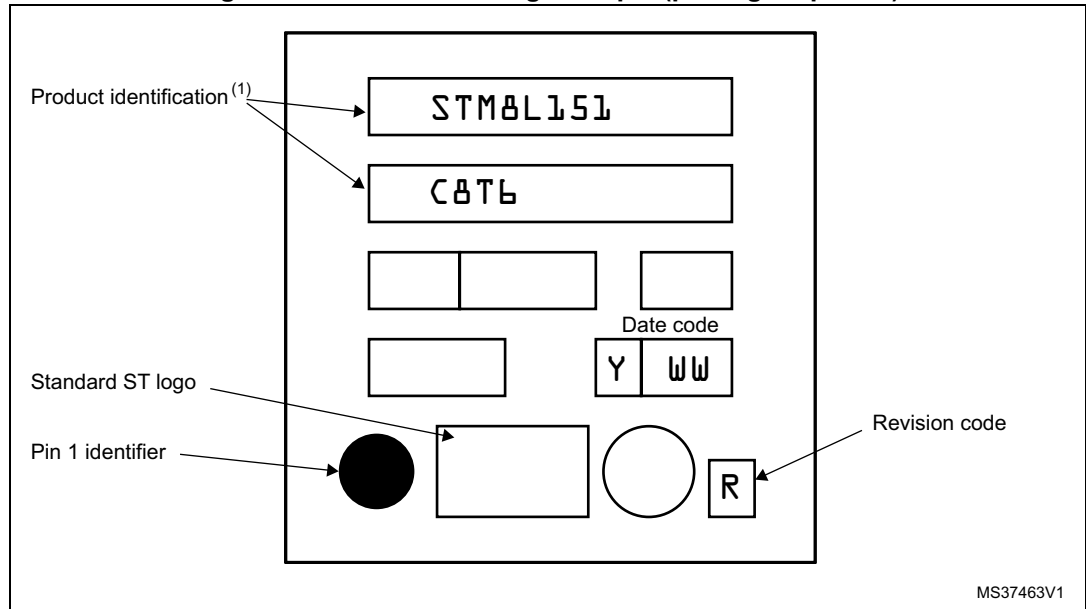 Product identification (1)
STM8L151
C8T6
Date code
Y WW
Standard ST logo
Revision code
Pin 1 identifier
R
MS37463V1